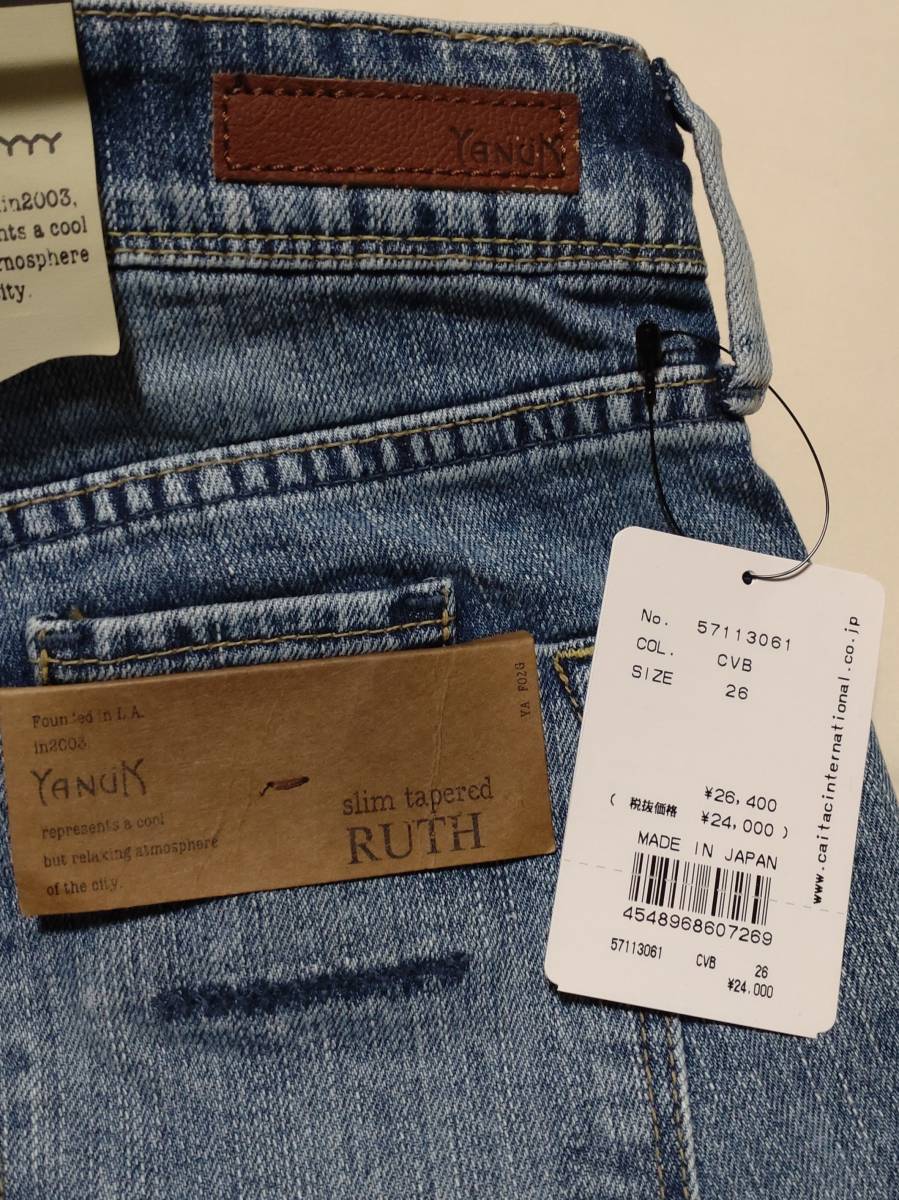 YYY
in2003,
nts a cool
mosphere
ity.
YANUK
Founded in L.A.
in2003,
YANUK
represents a cool
but relaxing atmosphere
of the city.
slim tapered
RUTH
YA F02G
No. 57113061
COL. CVB
SIZE 26
¥26,400
( 税抜価格 ¥24,000 )
MADE IN JAPAN
4548968607269
57113061 CVB 26
¥24,000
www.caitacinternational.co.jp